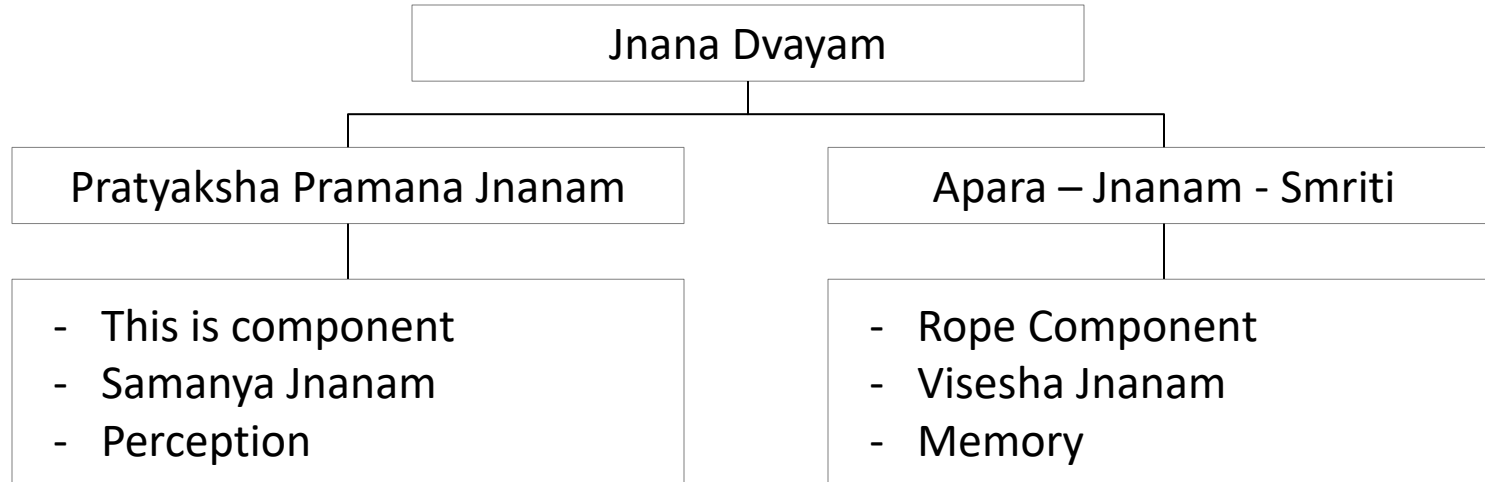 Jnana Dvayam
Pratyaksha Pramana Jnanam
Apara – Jnanam - Smriti
- This is component
- Samanya Jnanam
- Perception
- Rope Component
- Visesha Jnanam
- Memory